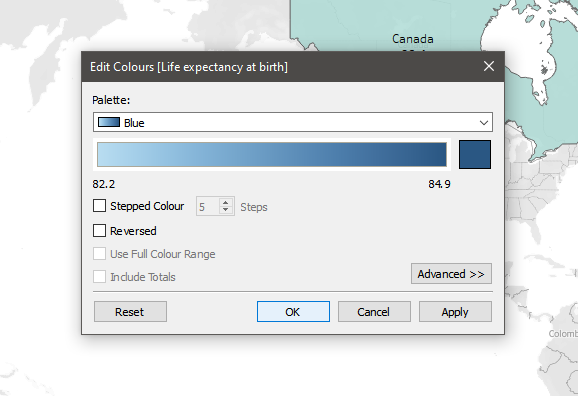 Canada
Edit Colours [Life expectancy at birth]
Palette:
Blue
82.2 84.9
Stepped Colour 5 Steps
Reversed
Use Full Colour Range
Include Totals
Advanced >>
Reset OK Cancel Apply